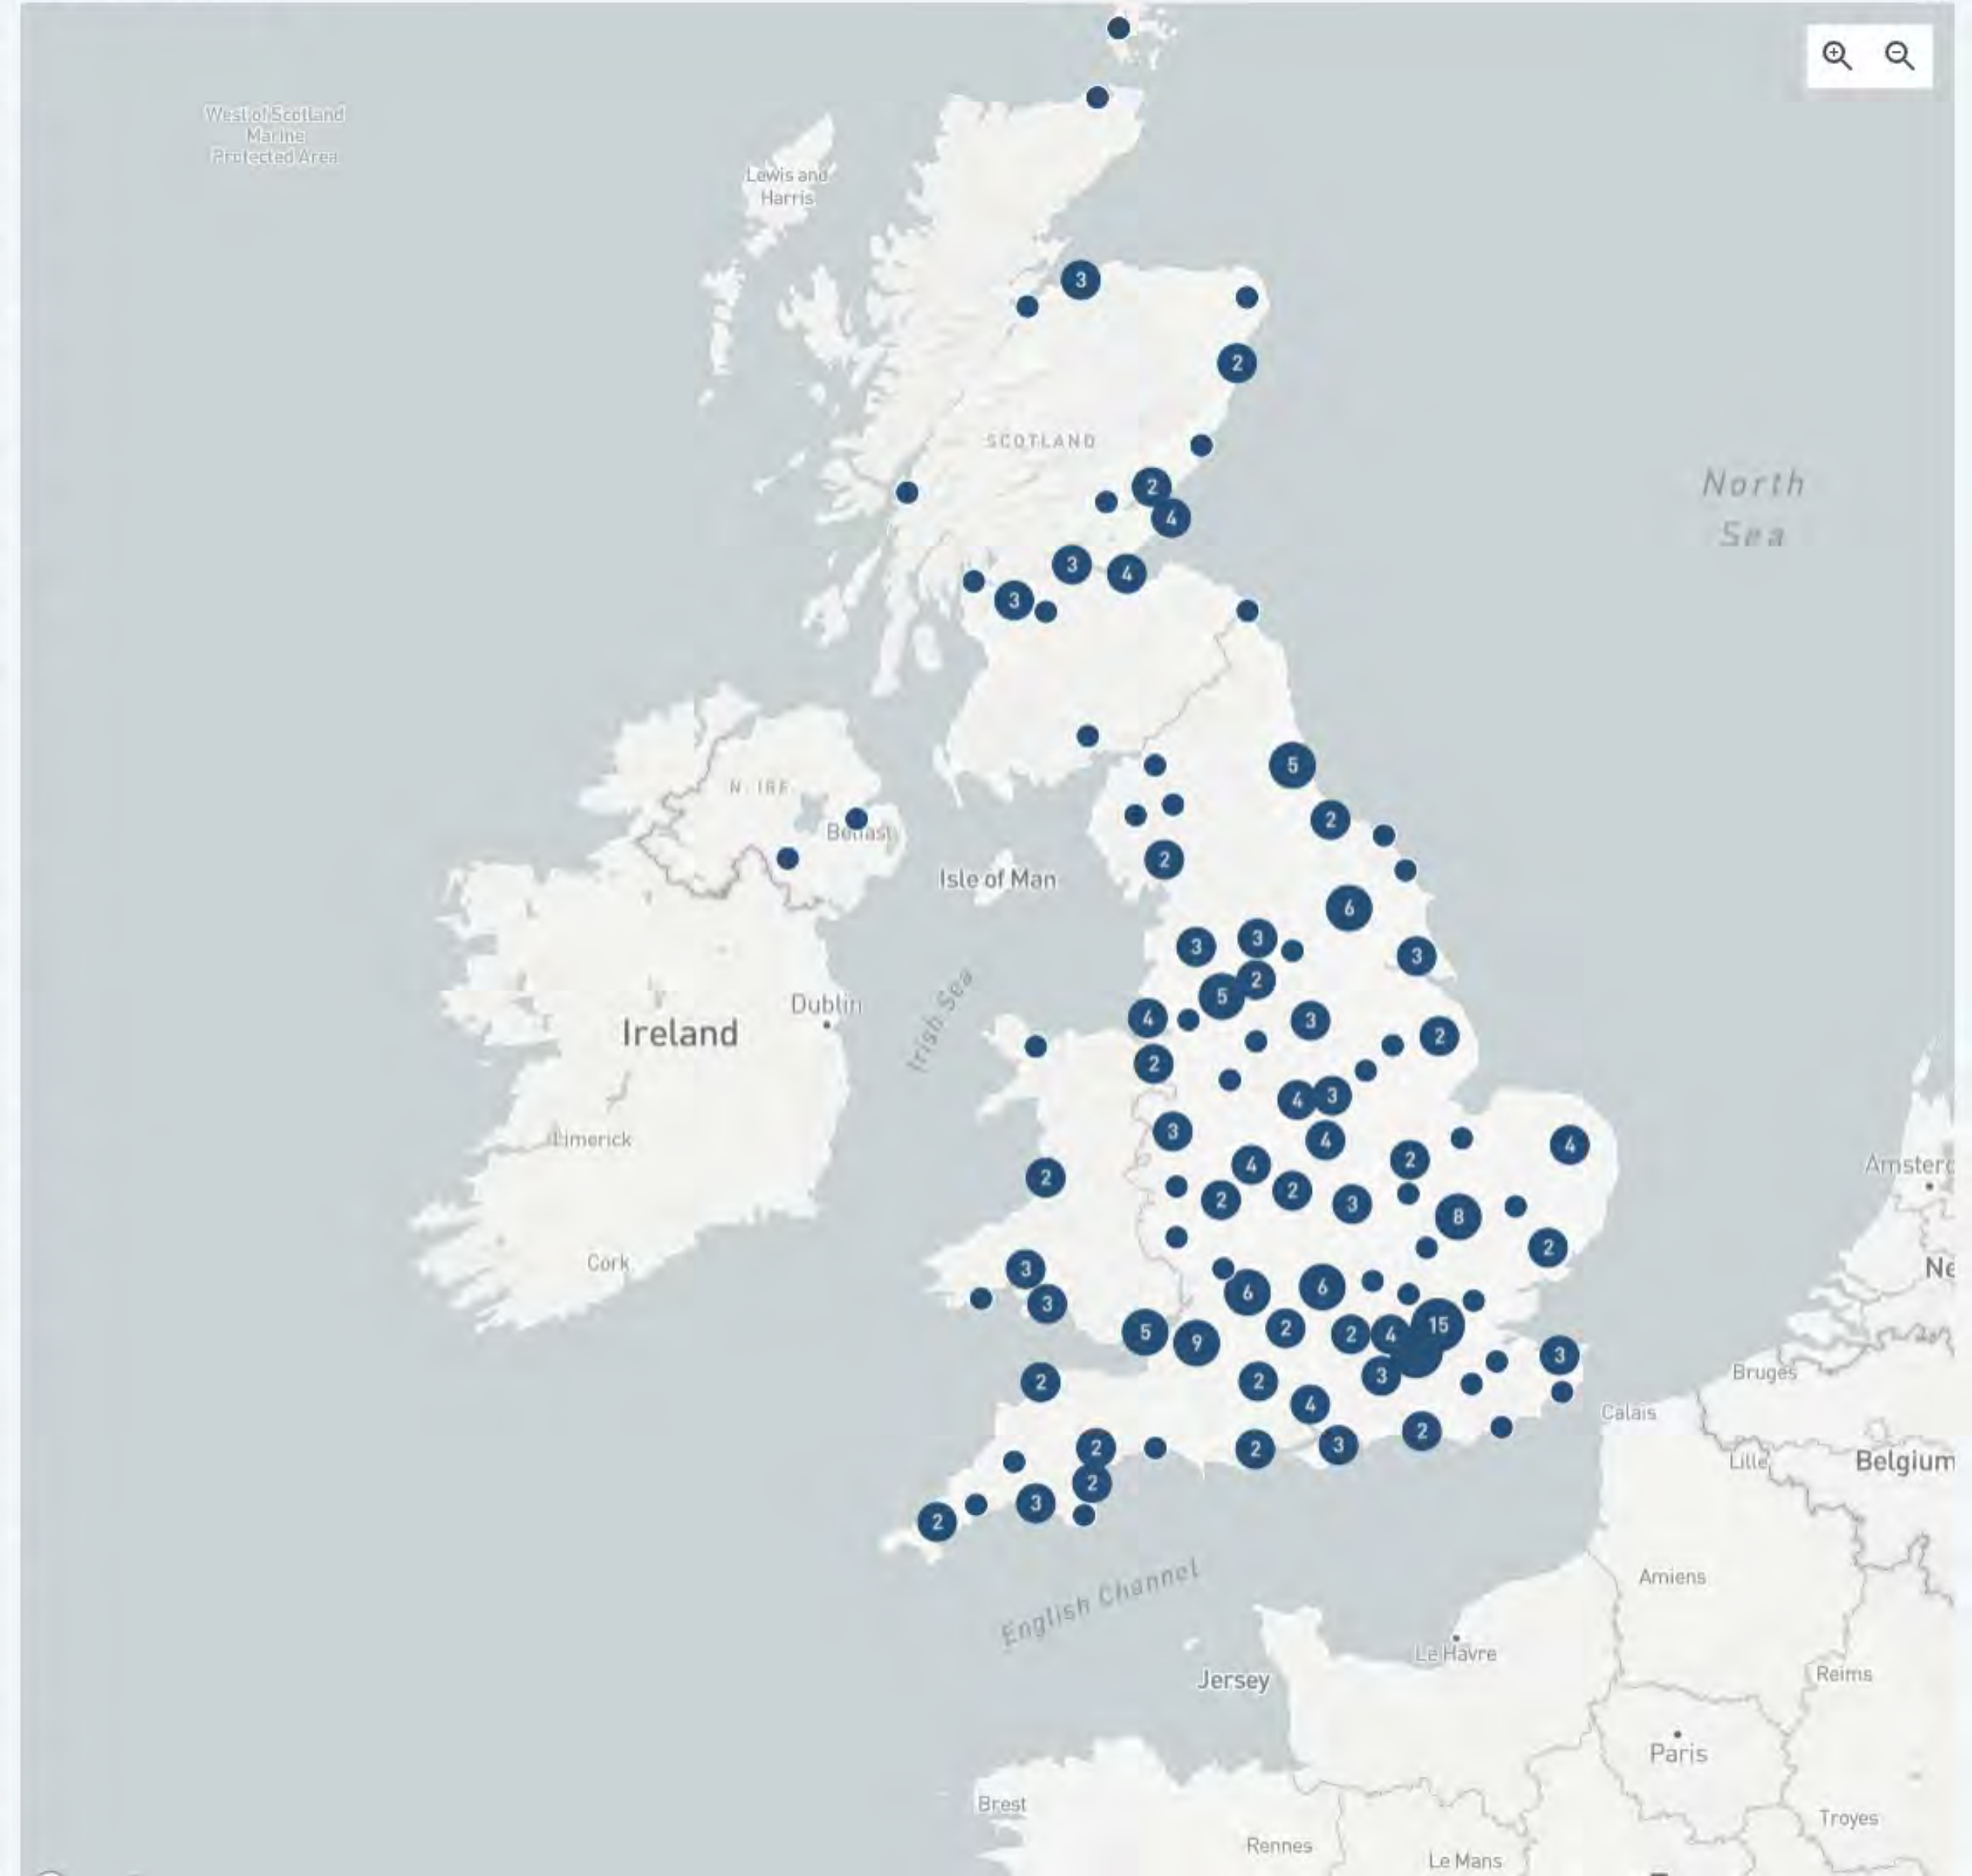 West of Scotland
Marine
Protected Area
Lewis and
Harris
3
2
SCOTLAND
North
Sea
2
4
3
4
3
5
N. IRE.
2
Belfast
2
Isle of Man
6
3
3
3
2
5
Irish Sea
Dublin
4
3
Ireland
2
2
4
3
3
Limerick
4
4
2
4
Amsterd
2
2
2
3
8
2
Cork
3
Ne
6
6
3
2
15
5
9
2
4
3
Bruges
3
2
2
4
Calais
2
2
2
3
Lille
Belgium
2
3
2
English Channel
Amiens
Le Havre
Jersey
Reims
Paris
Brest
Troyes
Rennes
Le Mans